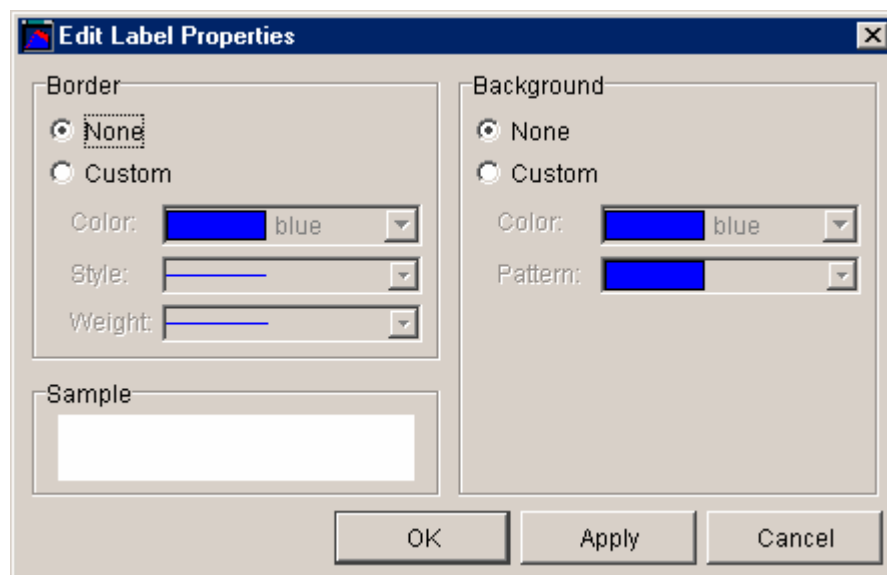 Edit Label Properties
Border
None
Custom
Color: blue
Style:
Weight:
Sample
Background
None
Custom
Color: blue
Pattern:
OK Apply Cancel